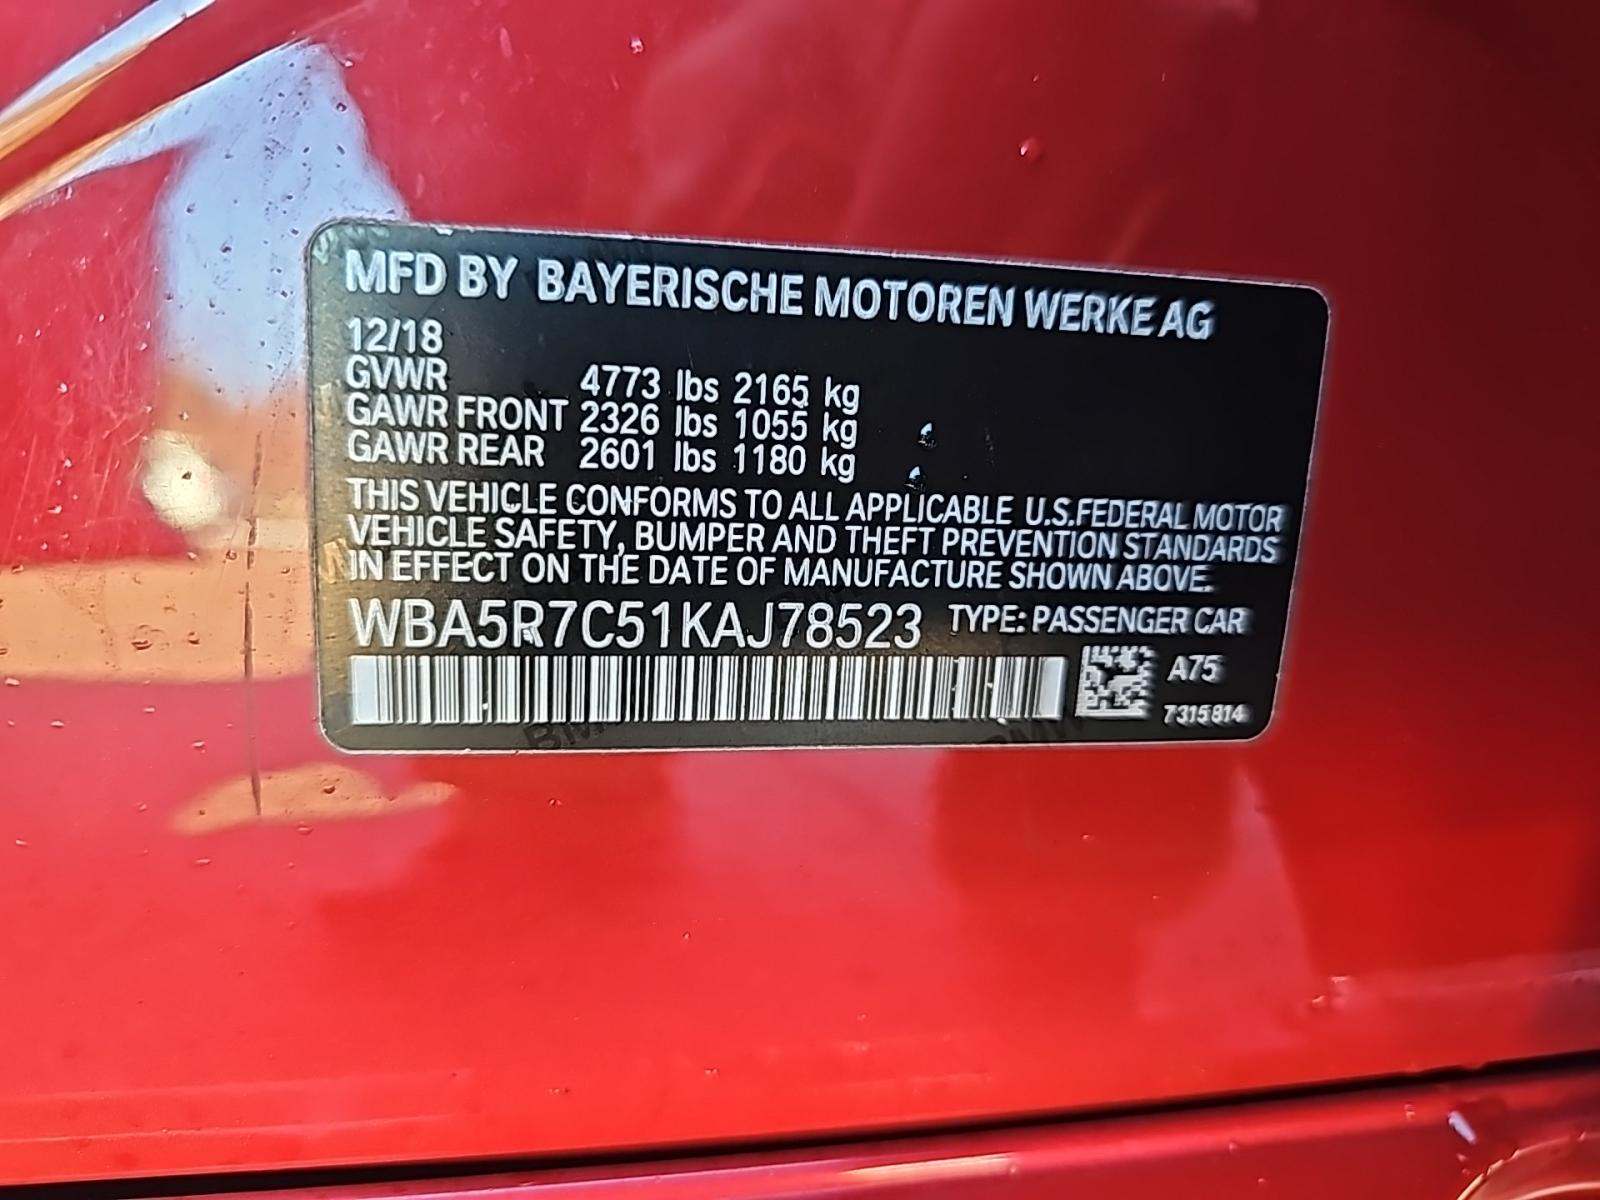 MFD BY BAYERISCHE MOTOREN WERKE AG
12/18
GVWR 4773 lbs 2165 kg
GAWR FRONT 2326 lbs 1055 kg
GAWR REAR 2601 lbs 1180 kg
THIS VEHICLE CONFORMS TO ALL APPLICABLE U.S.FEDERAL MOTOR
VEHICLE SAFETY, BUMPER AND THEFT PREVENTION STANDARDS
IN EFFECT ON THE DATE OF MANUFACTURE SHOWN ABOVE.
WBA5R7C51KAJ78523 TYPE: PASSENGER CAR
A75
7315814
BMW
BMW